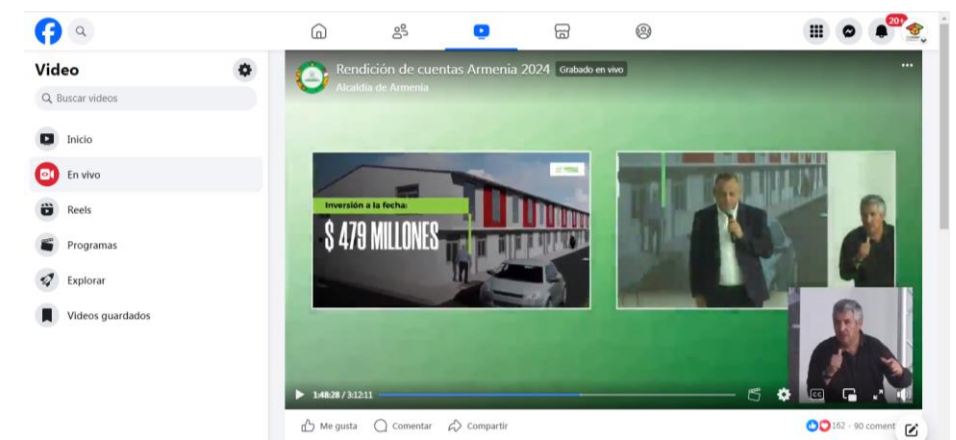 20+
Video
Buscar videos
Inicio
En vivo
Reels
Programas
Explorar
Videos guardados
Rendición de cuentas Armenia 2024 Grabado en vivo
Alcaldía de Armenia
Inversión a la fecha:
$ 479 MILLONES
1:48:28 / 3:12:11
CC
Me gusta
Comentar
Compartir
162 · 90 coment